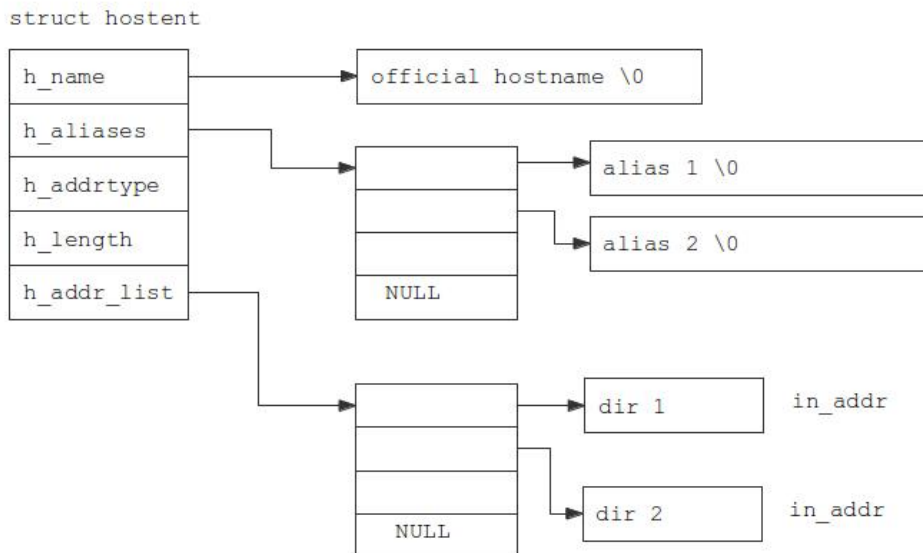 struct hostent
h_name
official hostname \0
h_aliases
alias 1 \0
h_addrtype
h_length
alias 2 \0
h_addr_list
NULL
dir 1
in_addr
dir 2
in_addr
NULL